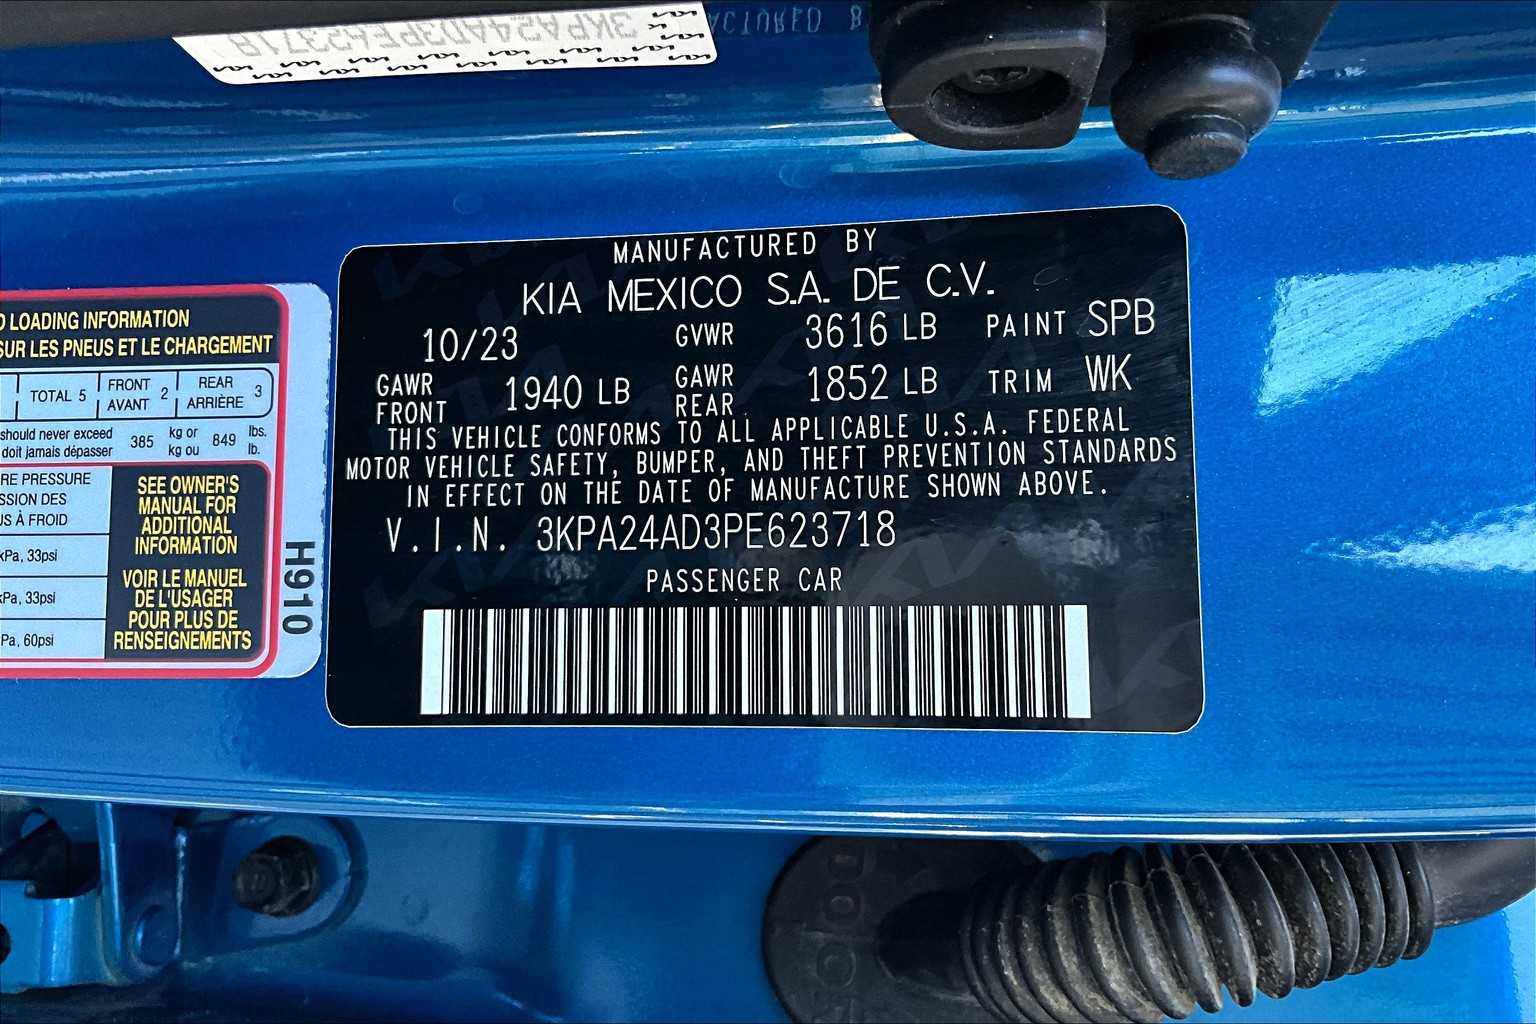 3KPA24AD3PE623718
ACTURED B
MANUFACTURED BY
KIA MEXICO S.A. DE C.V.
10/23 GVWR 3616 LB PAINT SPB
GAWR FRONT 1940 LB GAWR REAR 1852 LB TRIM WK
THIS VEHICLE CONFORMS TO ALL APPLICABLE U.S.A. FEDERAL
MOTOR VEHICLE SAFETY, BUMPER, AND THEFT PREVENTION STANDARDS
IN EFFECT ON THE DATE OF MANUFACTURE SHOWN ABOVE.
V.I.N. 3KPA24AD3PE623718
PASSENGER CAR
LOADING INFORMATION
SUR LES PNEUS ET LE CHARGEMENT
TOTAL 5 FRONT AVANT 2 REAR ARRIÈRE 3
should never exceed 385 kg or 849 lbs.
doit jamais dépasser kg ou lb.
RE PRESSURE
SSION DES
US À FROID
kPa, 33psi
kPa, 33psi
Pa, 60psi
SEE OWNER'S
MANUAL FOR
ADDITIONAL
INFORMATION
VOIR LE MANUEL
DE L'USAGER
POUR PLUS DE
RENSEIGNEMENTS
H910